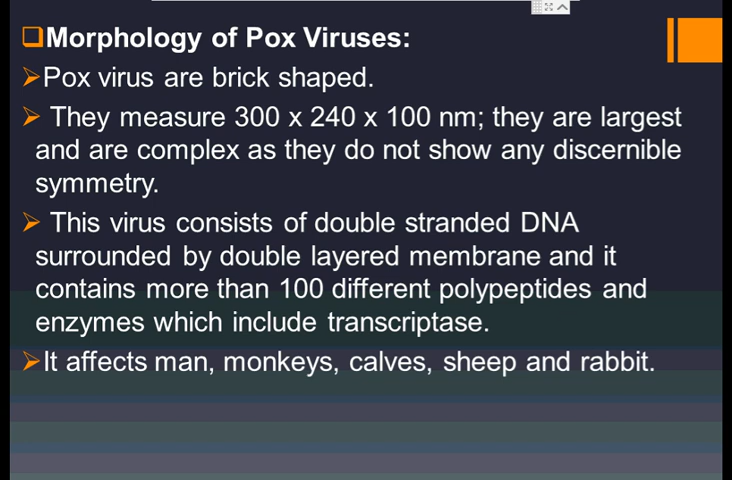 Morphology of Pox Viruses:
Pox virus are brick shaped.
They measure 300 x 240 x 100 nm; they are largest
and are complex as they do not show any discernible
symmetry.
This virus consists of double stranded DNA
surrounded by double layered membrane and it
contains more than 100 different polypeptides and
enzymes which include transcriptase.
It affects man, monkeys, calves, sheep and rabbit.